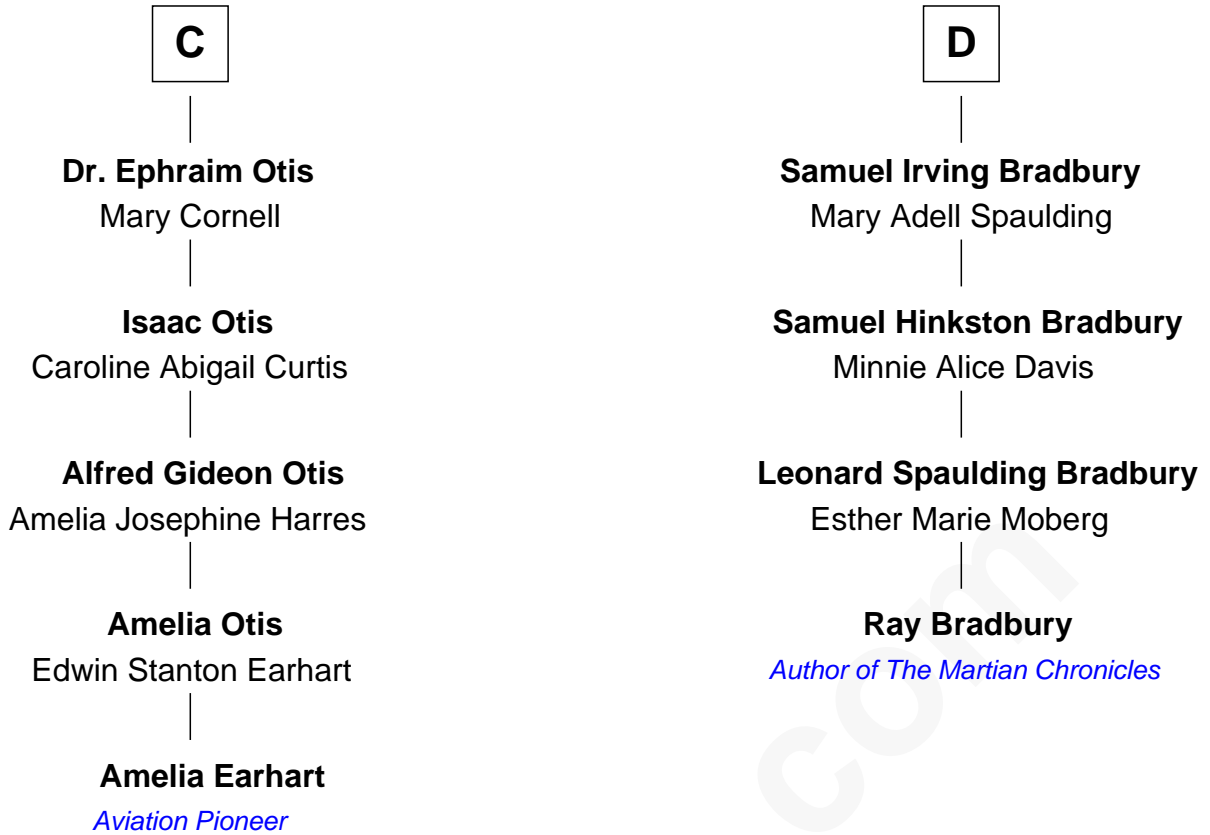 C
Dr. Ephraim Otis
Mary Cornell
Isaac Otis
Caroline Abigail Curtis
Alfred Gideon Otis
Amelia Josephine Harres
Amelia Otis
Edwin Stanton Earhart
Amelia Earhart
Aviation Pioneer
D
Samuel Irving Bradbury
Mary Adell Spaulding
Samuel Hinkston Bradbury
Minnie Alice Davis
Leonard Spaulding Bradbury
Esther Marie Moberg
Ray Bradbury
Author of The Martian Chronicles
com